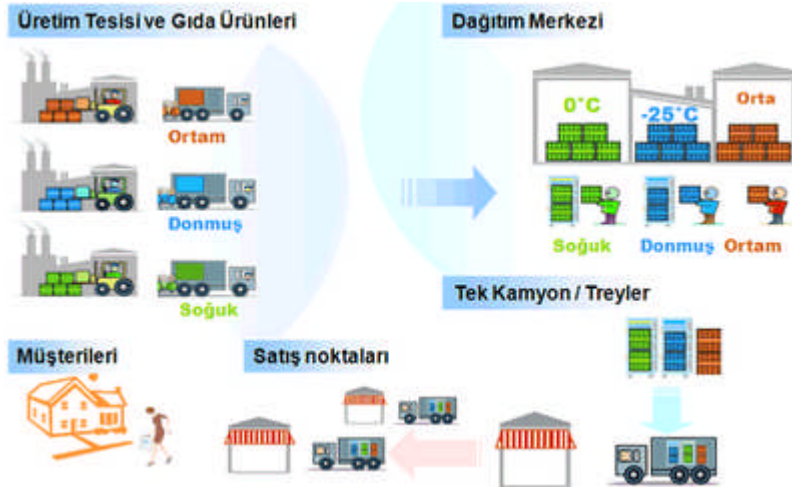 Üretim Tesisi ve Gıda Ürünleri
Ortam
Donmuş
Soğuk
Dağıtım Merkezi
0°C
-25°C
Orta
Soğuk
Donmuş
Ortam
Tek Kamyon / Treyler
Müşterileri
Satış noktaları